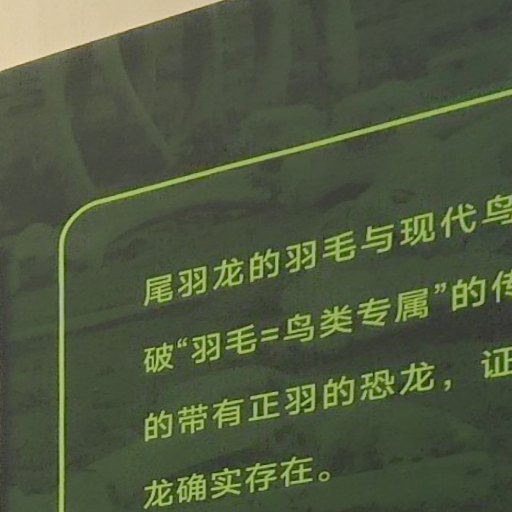 尾羽龙的羽毛与现代鸟
破“羽毛=鸟类专属”的传
的带有正羽的恐龙，证
龙确实存在。